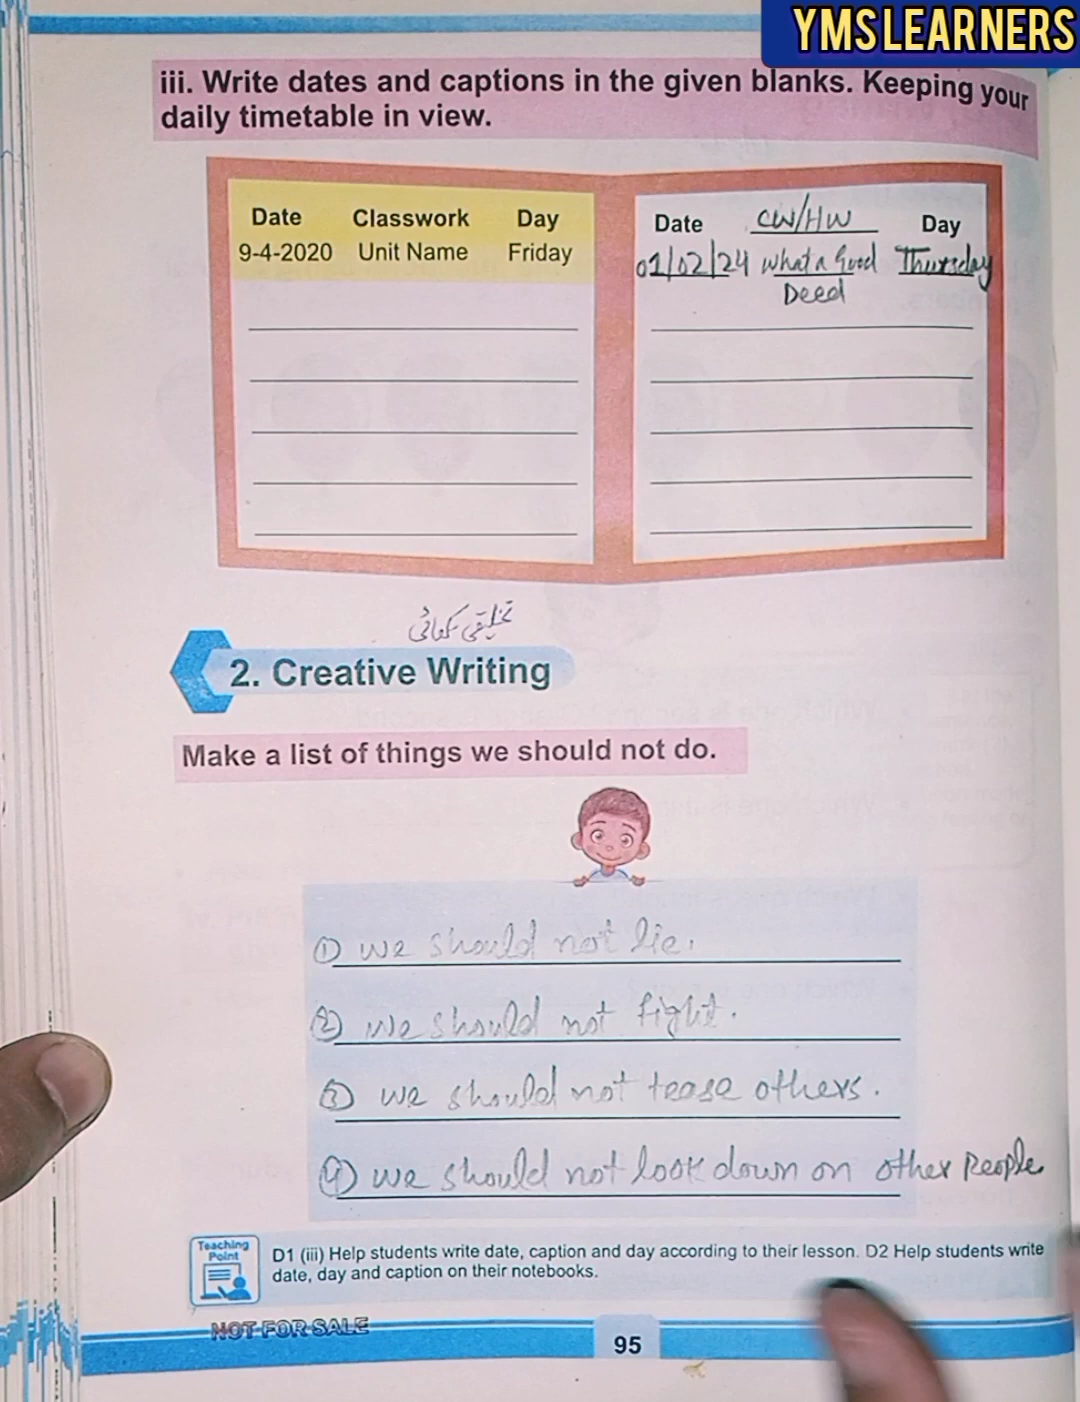 YMS LEARNERS
iii. Write dates and captions in the given blanks. Keeping your
daily timetable in view.
Date Classwork Day
9-4-2020 Unit Name Friday
Date CW/HW Day
01/02/24 What a Good Thursday
Deed
تخلیقی لکھائی
2. Creative Writing
Make a list of things we should not do.
① we should not lie.
② we should not fight.
③ we should not tease others.
④ we should not look down on other people
Teaching
Point
D1 (iii) Help students write date, caption and day according to their lesson. D2 Help students write
date, day and caption on their notebooks.
NOT FOR SALE
95